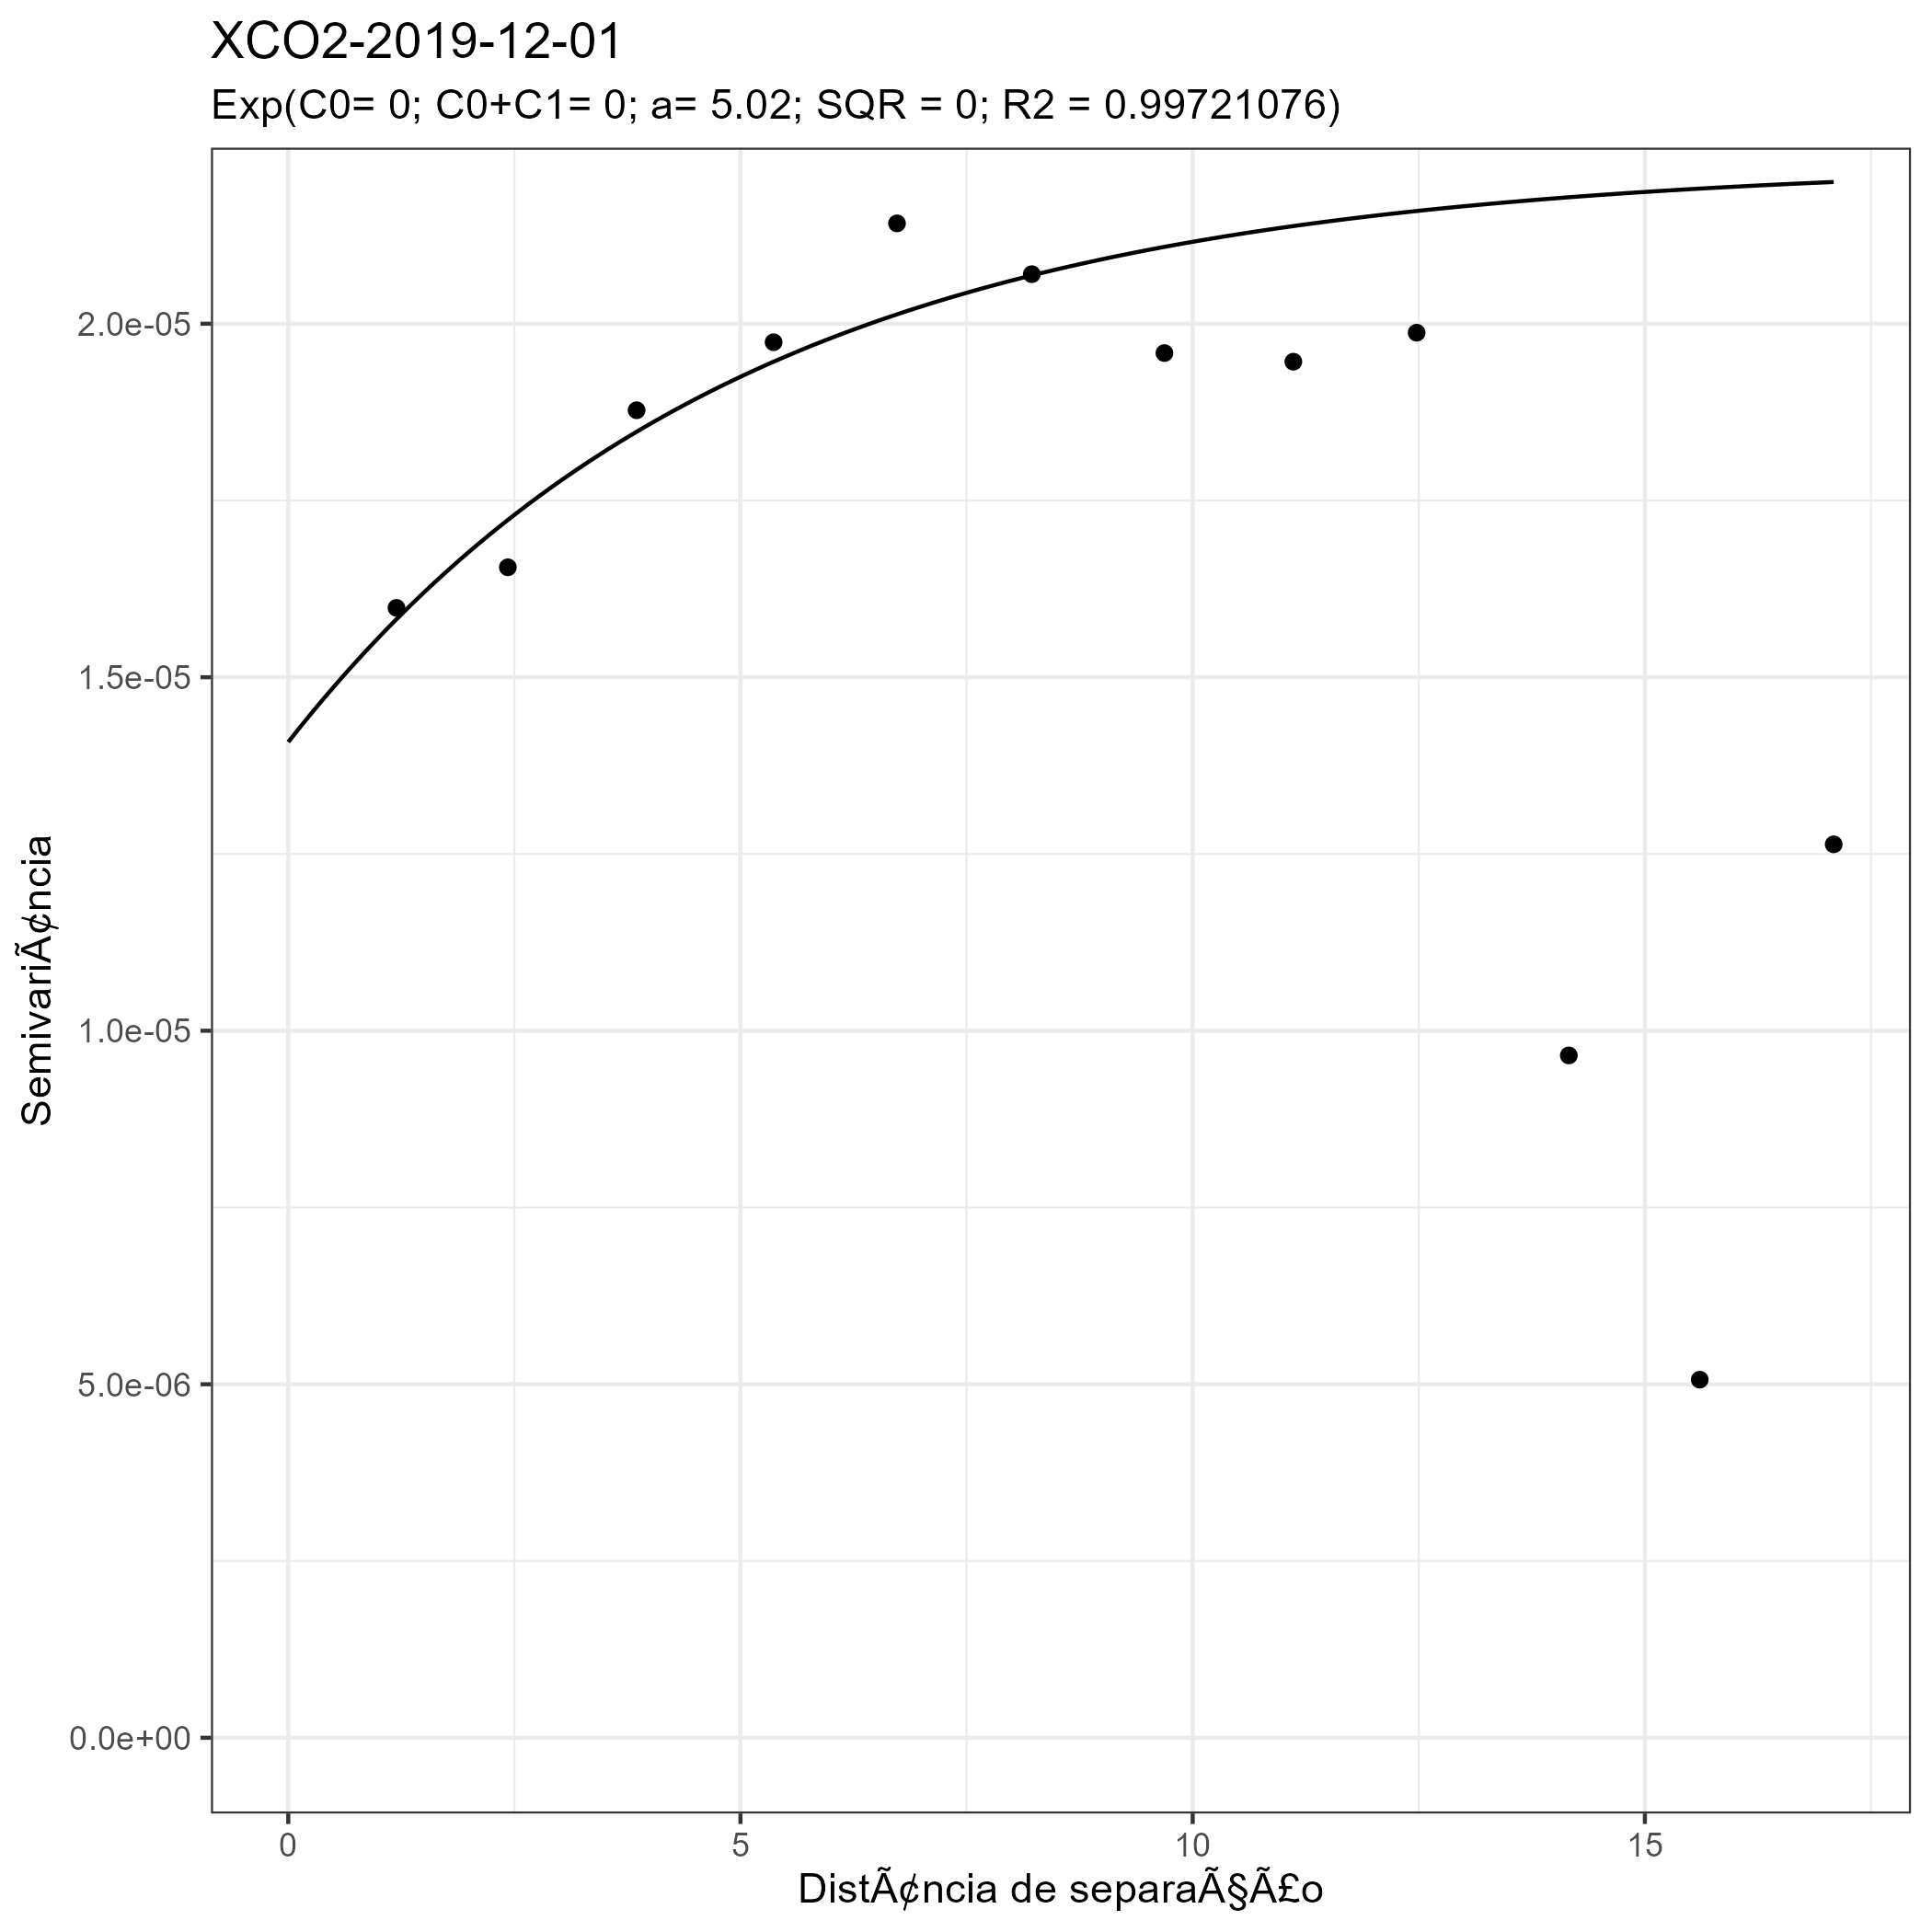 XCO2-2019-12-01
Exp(C0= 0; C0+C1= 0; a= 5.02; SQR = 0; R2 = 0.99721076)
SemivariÃ¢ncia
2.0e-05
1.5e-05
1.0e-05
5.0e-06
0.0e+00
0
5
10
15
DistÃ¢ncia de separaÃ§Ã£o